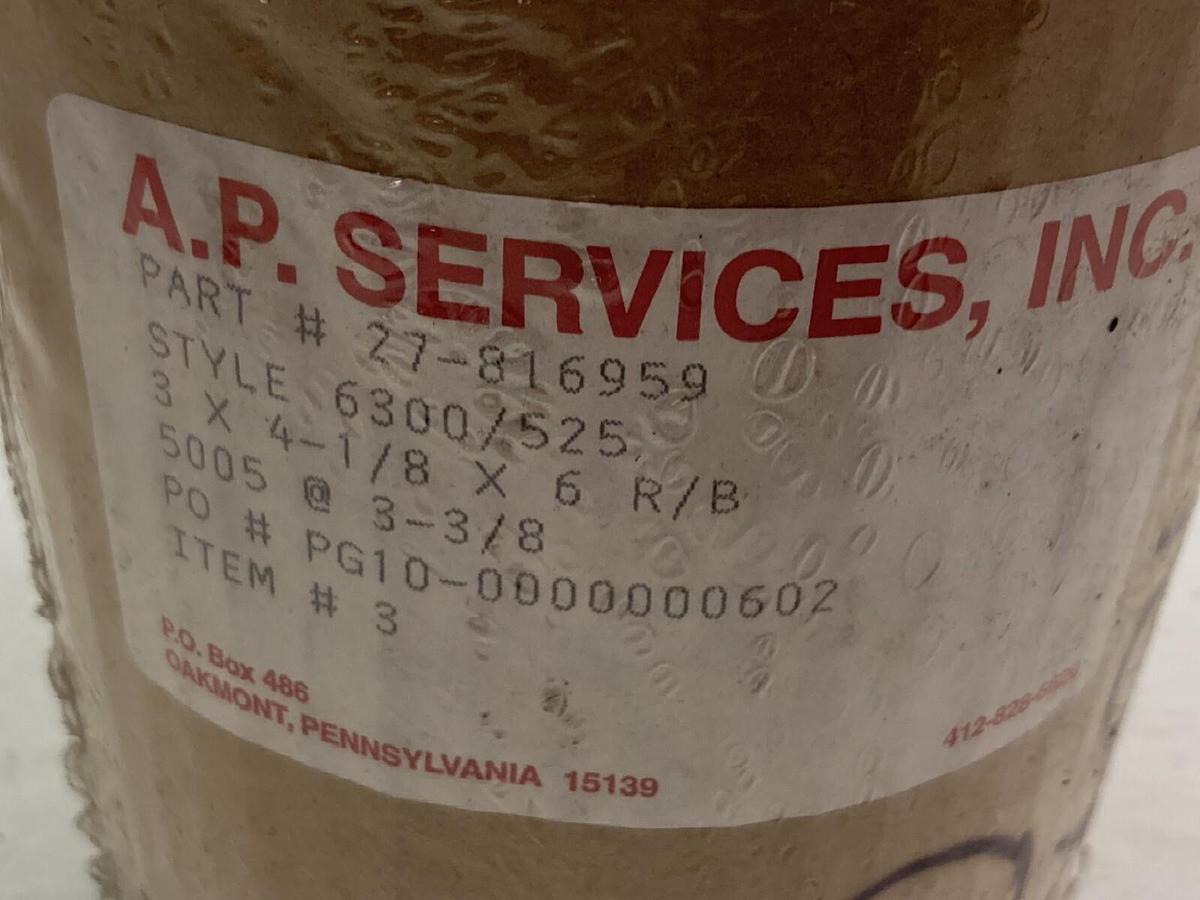 A.P. SERVICES, INC.
PART # 27-816959
STYLE 6300/525
3 X 4-1/8 X 6 R/B
5005 @ 3-3/8
PO # PG10-0000000602
ITEM # 3
P.O. Box 486
OAKMONT, PENNSYLVANIA 15139